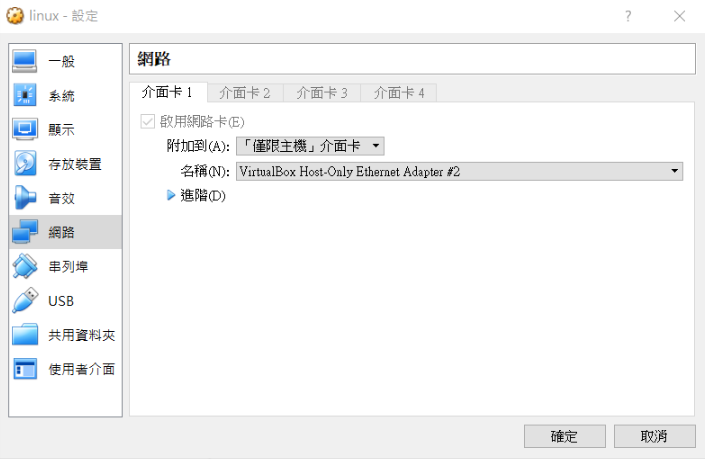 linux - 設定
? ×
一般
系統
顯示
存放裝置
音效
網路
串列埠
USB
共用資料夾
使用者介面
網路
介面卡 1 介面卡 2 介面卡 3 介面卡 4
啟用網路卡(E)
附加到(A): 「僅限主機」介面卡
名稱(N): VirtualBox Host-Only Ethernet Adapter #2
進階(D)
確定 取消